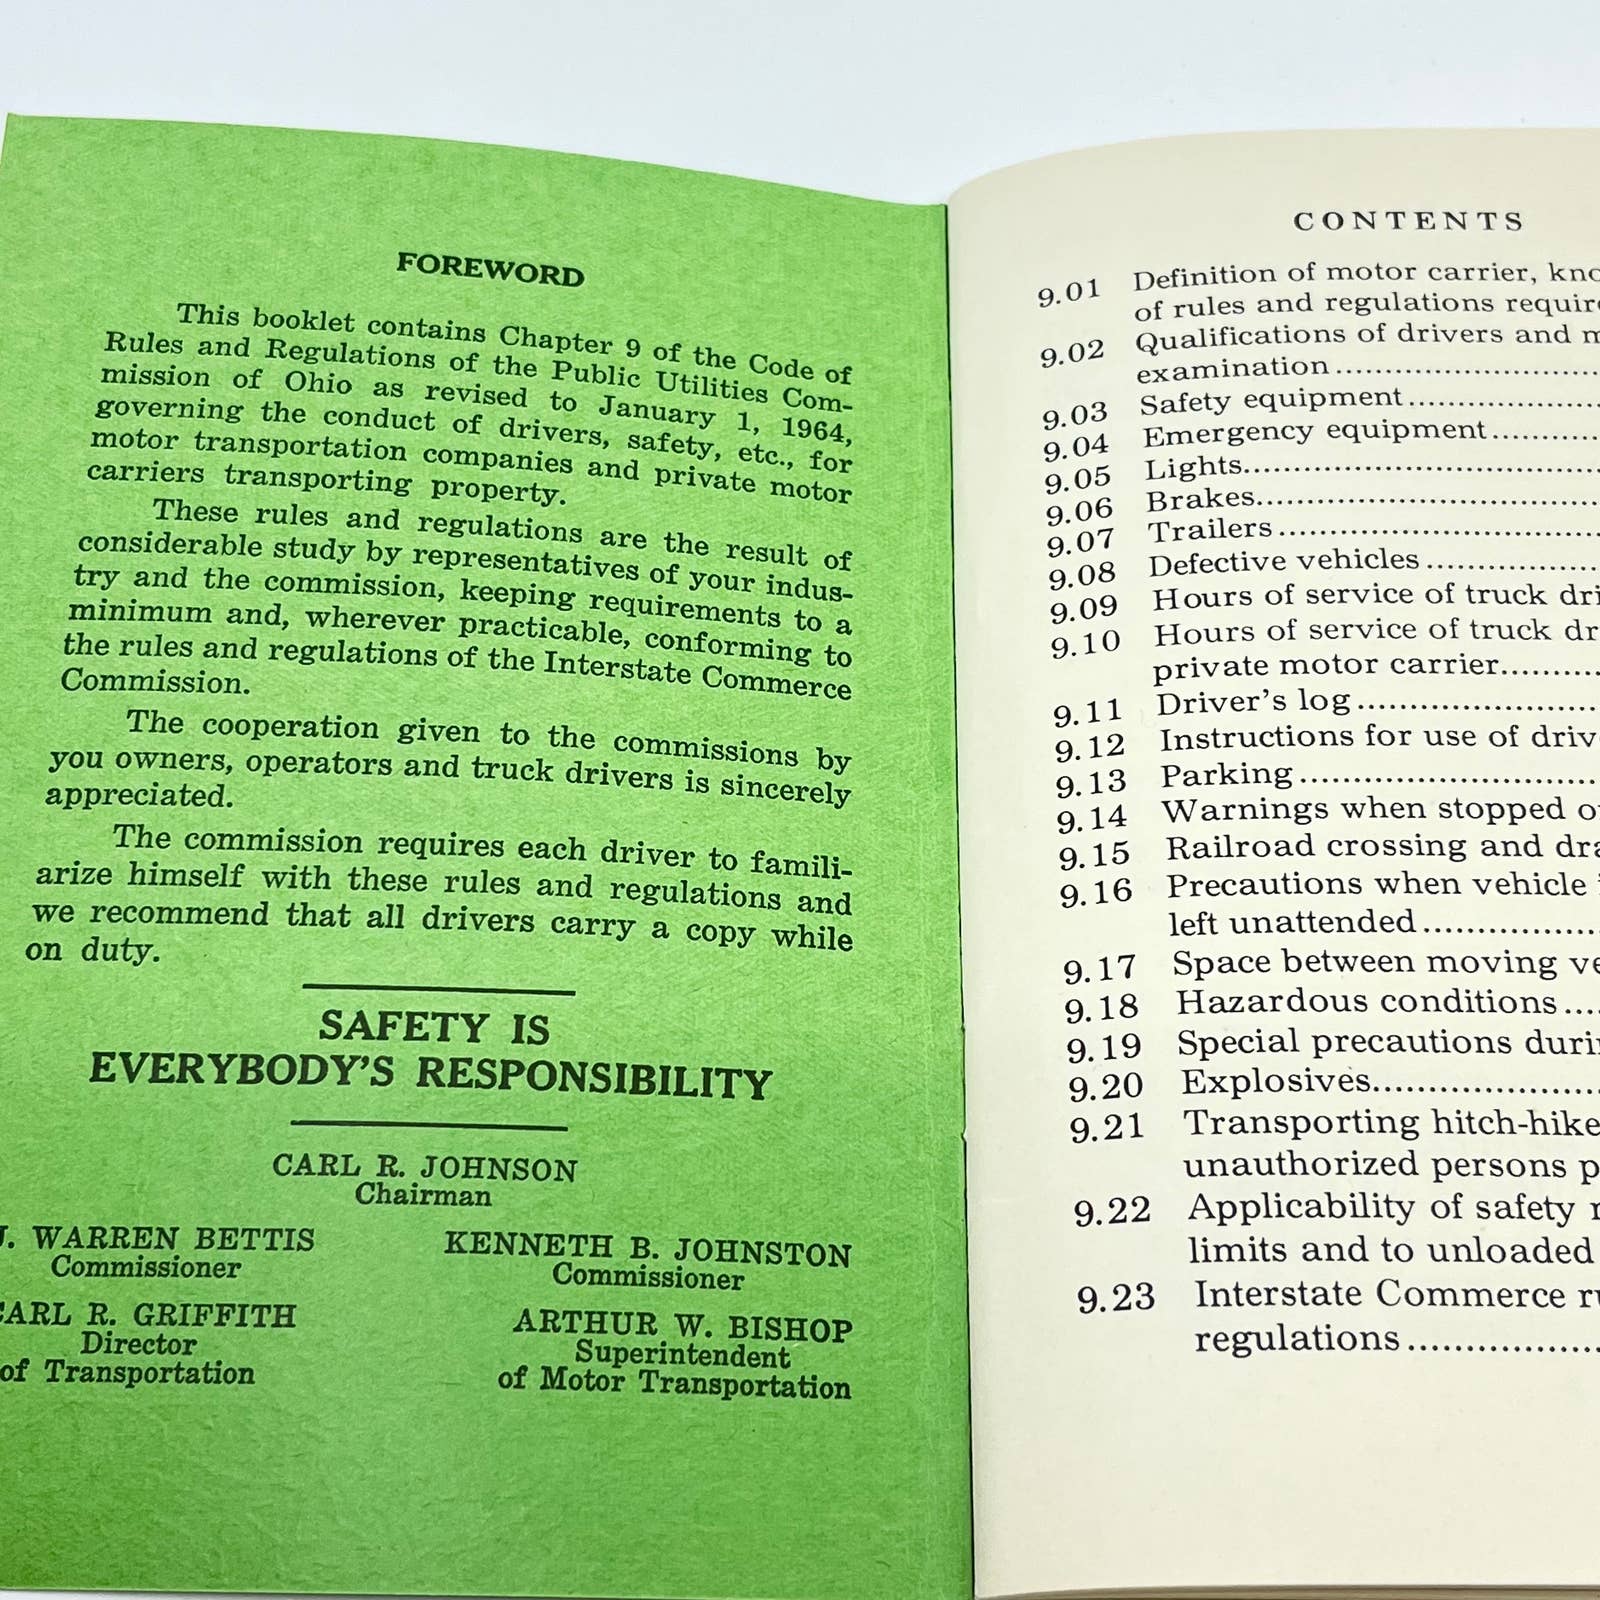 FOREWORD
This booklet contains Chapter 9 of the Code of
Rules and Regulations of the Public Utilities Com-
mission of Ohio as revised to January 1, 1964,
governing the conduct of drivers, safety, etc., for
motor transportation companies and private motor
carriers transporting property.
These rules and regulations are the result of
considerable study by representatives of your indus-
try and the commission, keeping requirements to a
minimum and, wherever practicable, conforming to
the rules and regulations of the Interstate Commerce
Commission.
The cooperation given to the commissions by
you owners, operators and truck drivers is sincerely
appreciated.
The commission requires each driver to famili-
arize himself with these rules and regulations and
we recommend that all drivers carry a copy while
on duty.
SAFETY IS
EVERYBODY'S RESPONSIBILITY
CARL R. JOHNSON
Chairman
J. WARREN BETTIS
Commissioner
KENNETH B. JOHNSTON
Commissioner
CARL R. GRIFFITH
Director
of Transportation
ARTHUR W. BISHOP
Superintendent
of Motor Transportation
CONTENTS
9.01 Definition of motor carrier,
of rules and regulations
9.02 Qualifications of drivers and
examination
9.03 Safety equipment
9.04 Emergency equipment
9.05 Lights
9.06 Brakes
9.07 Trailers
9.08 Defective vehicles
9.09 Hours of service of truck
9.10 Hours of service of truck
private motor carrier
9.11 Driver's log
9.12 Instructions for use of
9.13 Parking
9.14 Warnings when stopped
9.15 Railroad crossing and
9.16 Precautions when vehicle
left unattended
9.17 Space between moving
9.18 Hazardous conditions
9.19 Special precautions
9.20 Explosives
9.21 Transporting
unauthorized persons
9.22 Applicability of safety
limits and to unloaded
9.23 Interstate Commerce
regulations